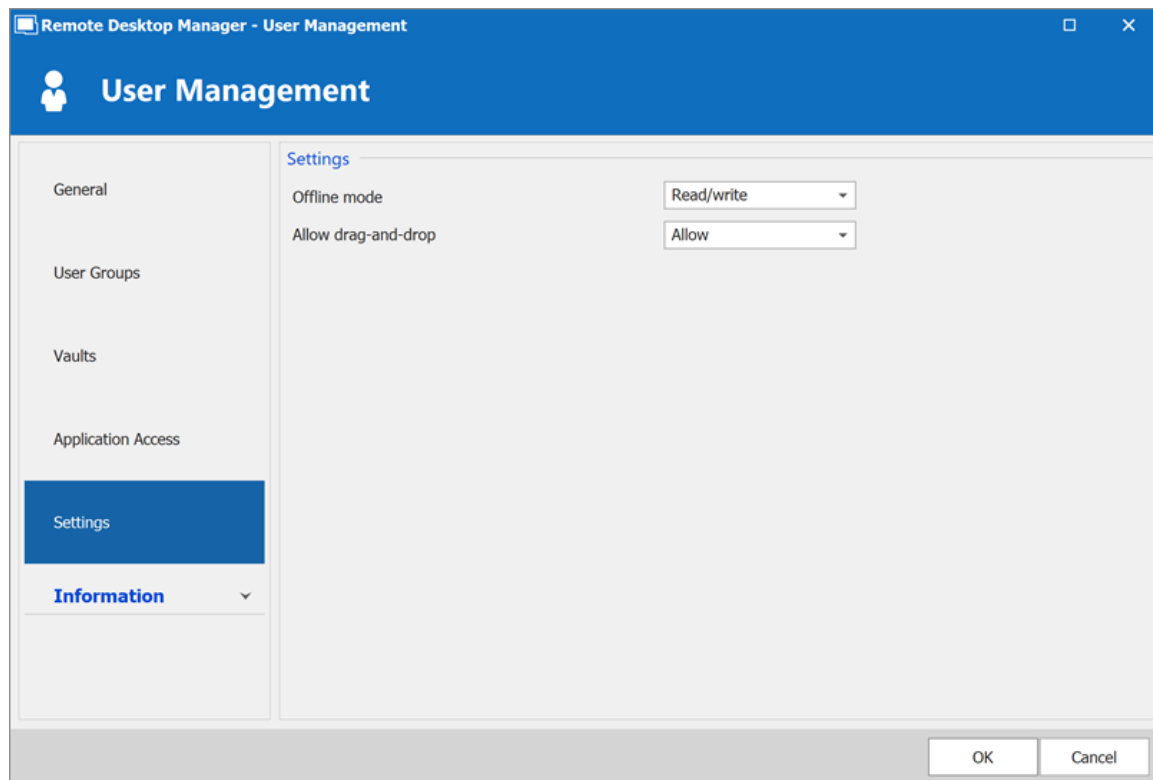 Remote Desktop Manager - User Management
User Management
General
User Groups
Vaults
Application Access
Settings
Information
Settings
Offline mode Read/write
Allow drag-and-drop Allow
OK Cancel